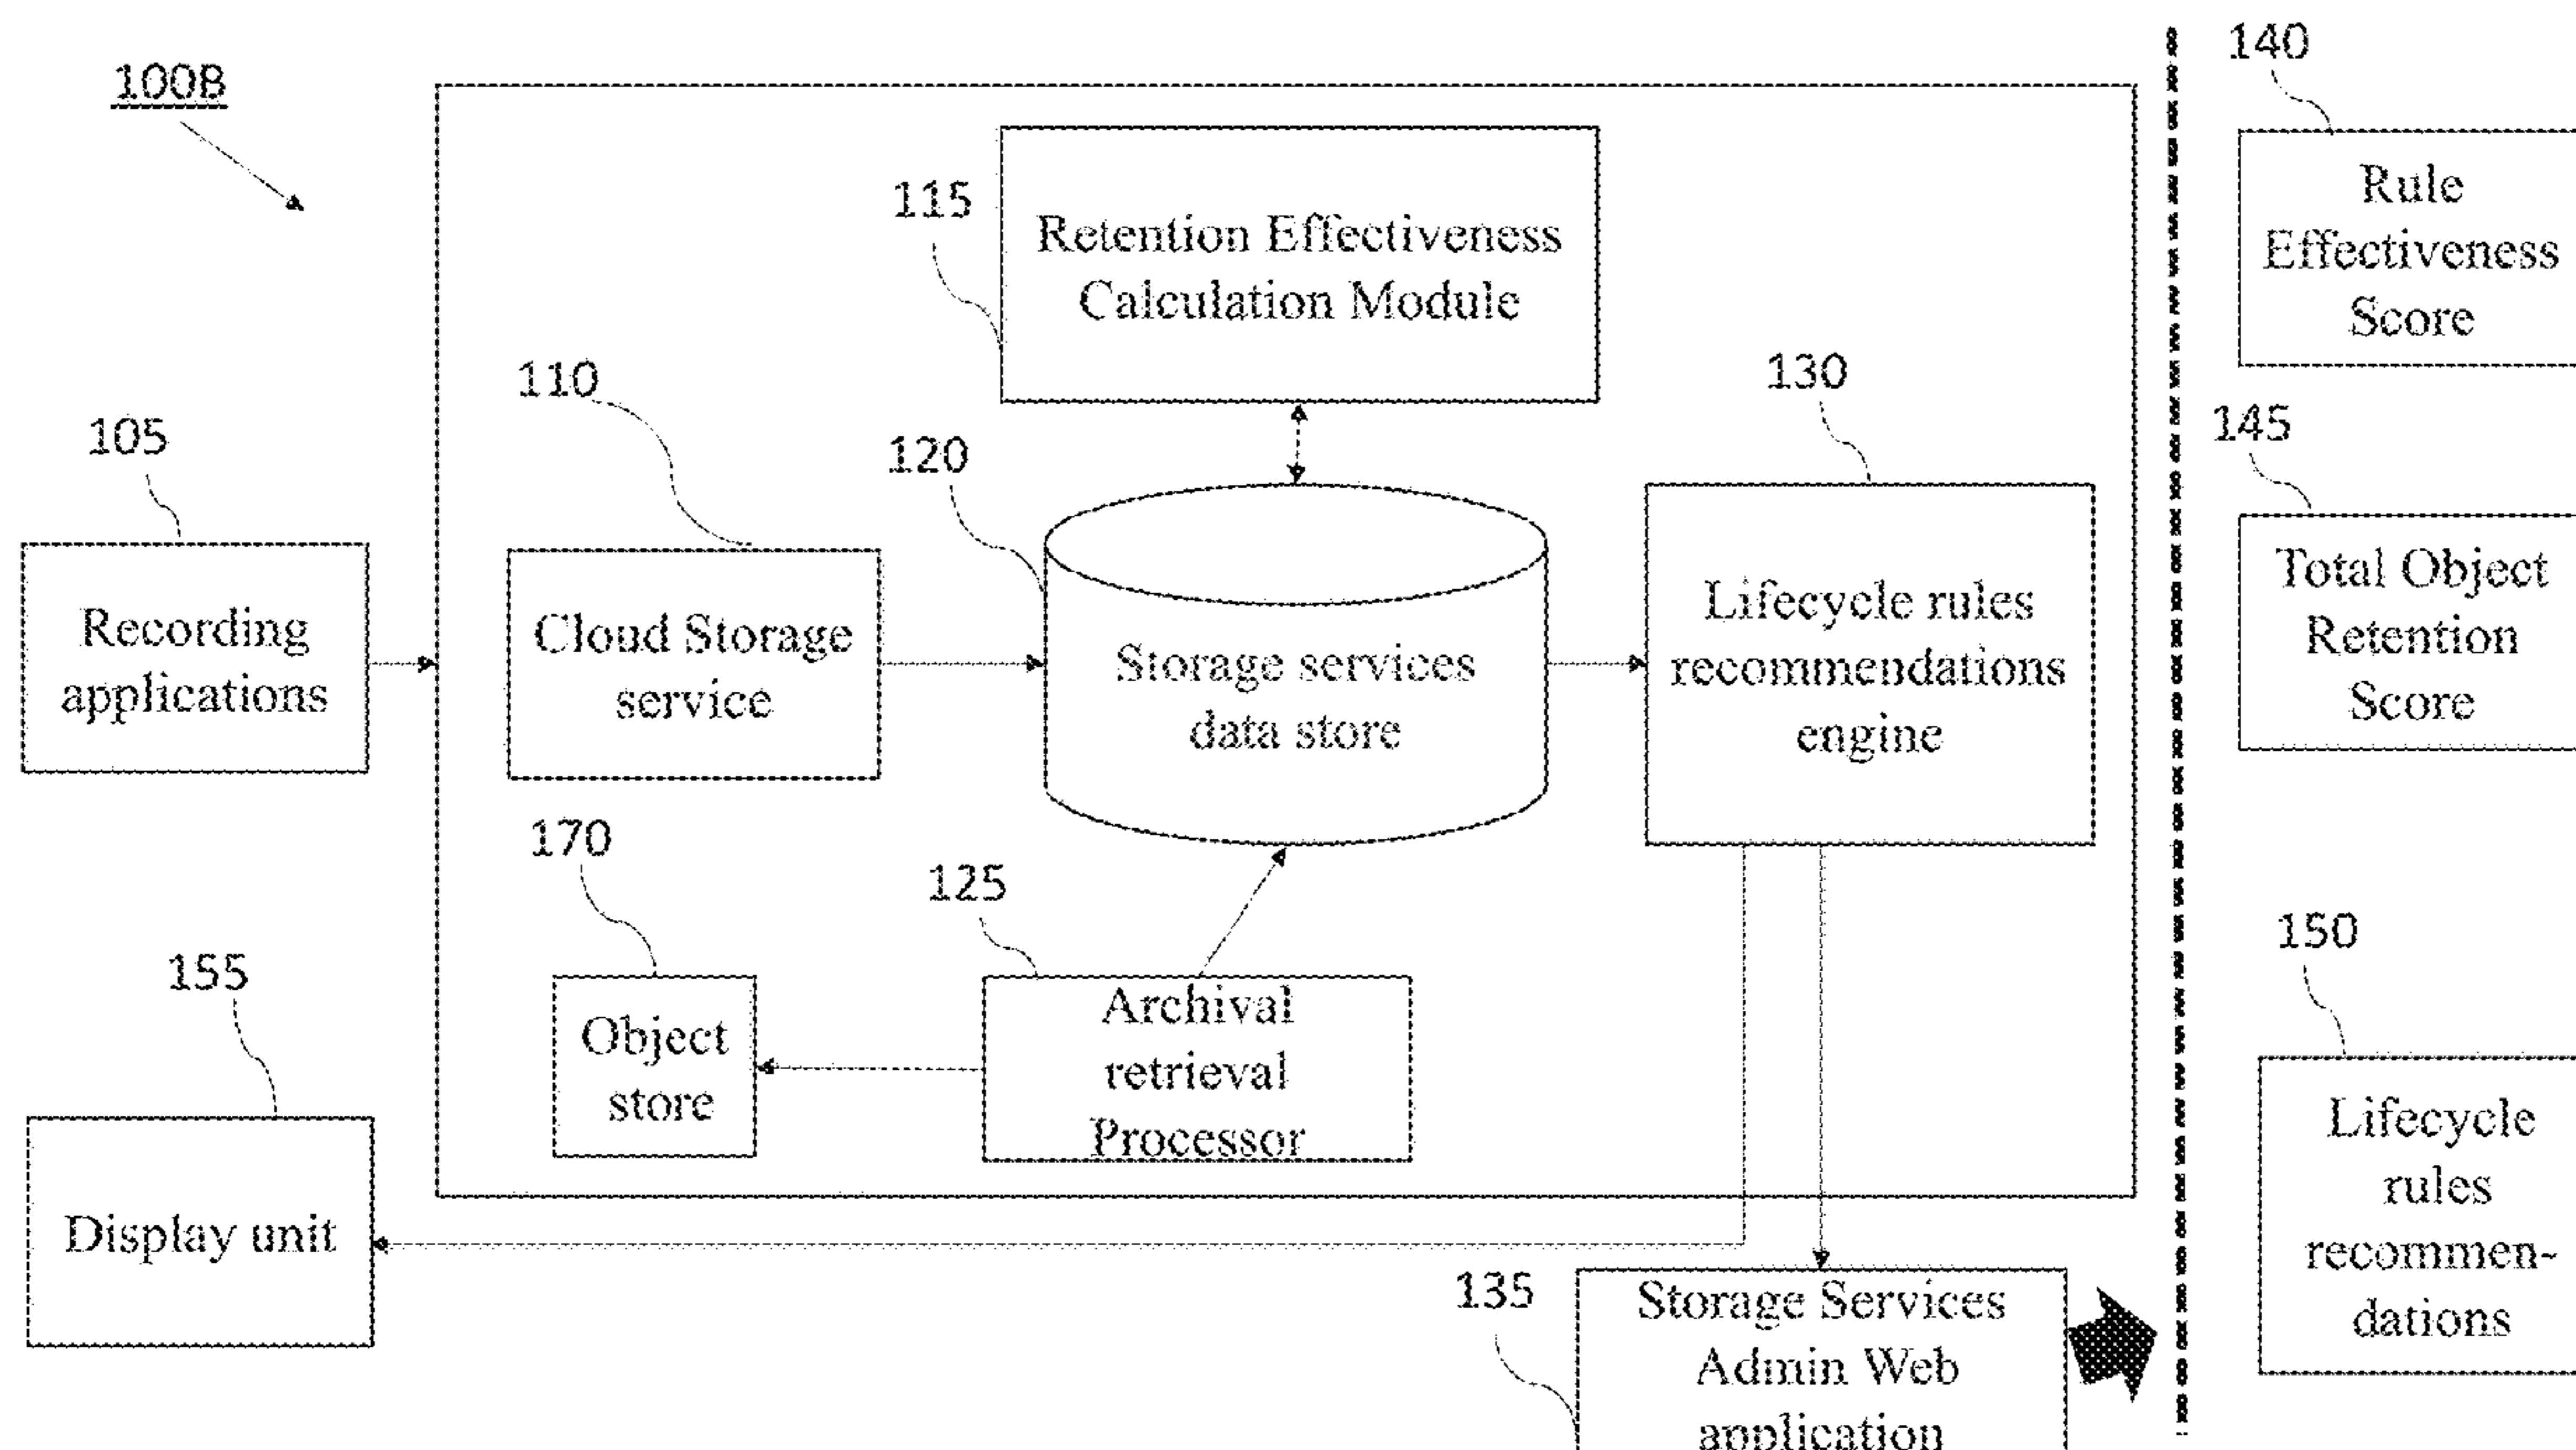 100B
140
Rule
Effectiveness
Score
115
Retention Effectiveness
Calculation Module
110
130
105
120
145
Recording
applications
Cloud Storage
service
Storage services
data store
Lifecycle rules
recommendations
engine
Total Object
Retention
Score
170
125
150
155
Object
store
Archival
retrieval
Processor
Display unit
Lifecycle
rules
recommen-
dations
135
Storage Services
Admin Web
application